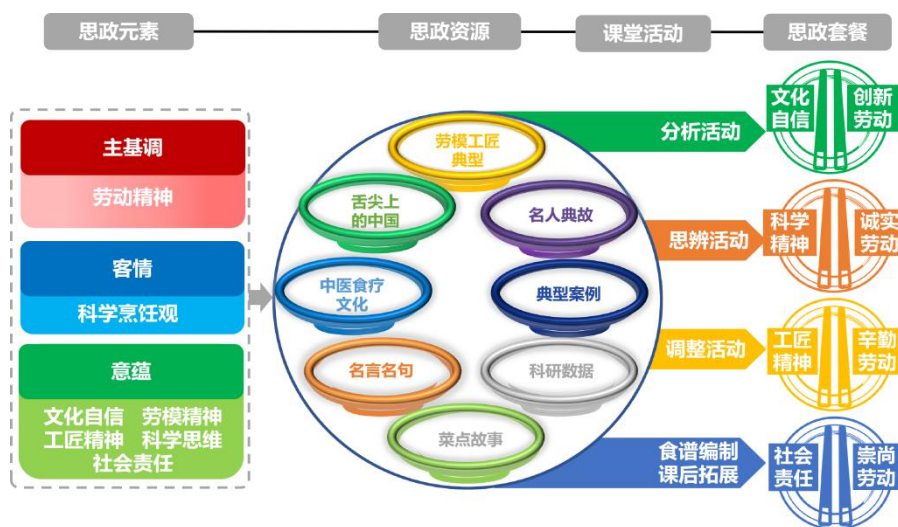 思政元素
思政资源
课堂活动
思政套餐
主基调
劳动精神
客情
科学烹饪观
意蕴
文化自信 劳模精神
工匠精神 科学思维
社会责任
劳模工匠
典型
舌尖上
的中国
名人典故
中医食疗
文化
典型案例
名言名句
科研数据
菜点故事
分析活动
文化
自信
创新
劳动
思辨活动
科学
精神
诚实
劳动
调整活动
工匠
精神
辛勤
劳动
食谱编制
课后拓展
社会
责任
崇尚
劳动